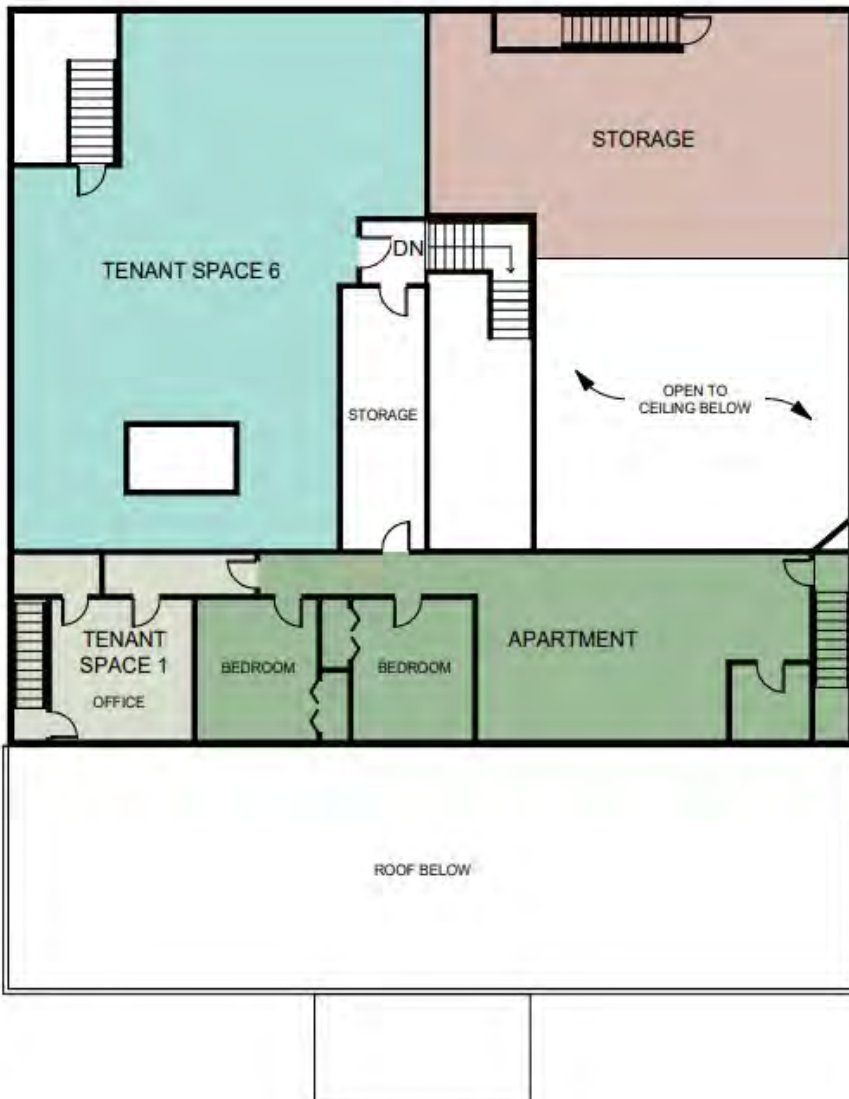 STORAGE
DN
TENANT SPACE 6
OPEN TO
CEILING BELOW
STORAGE
TENANT
SPACE 1
OFFICE
BEDROOM
BEDROOM
APARTMENT
ROOF BELOW